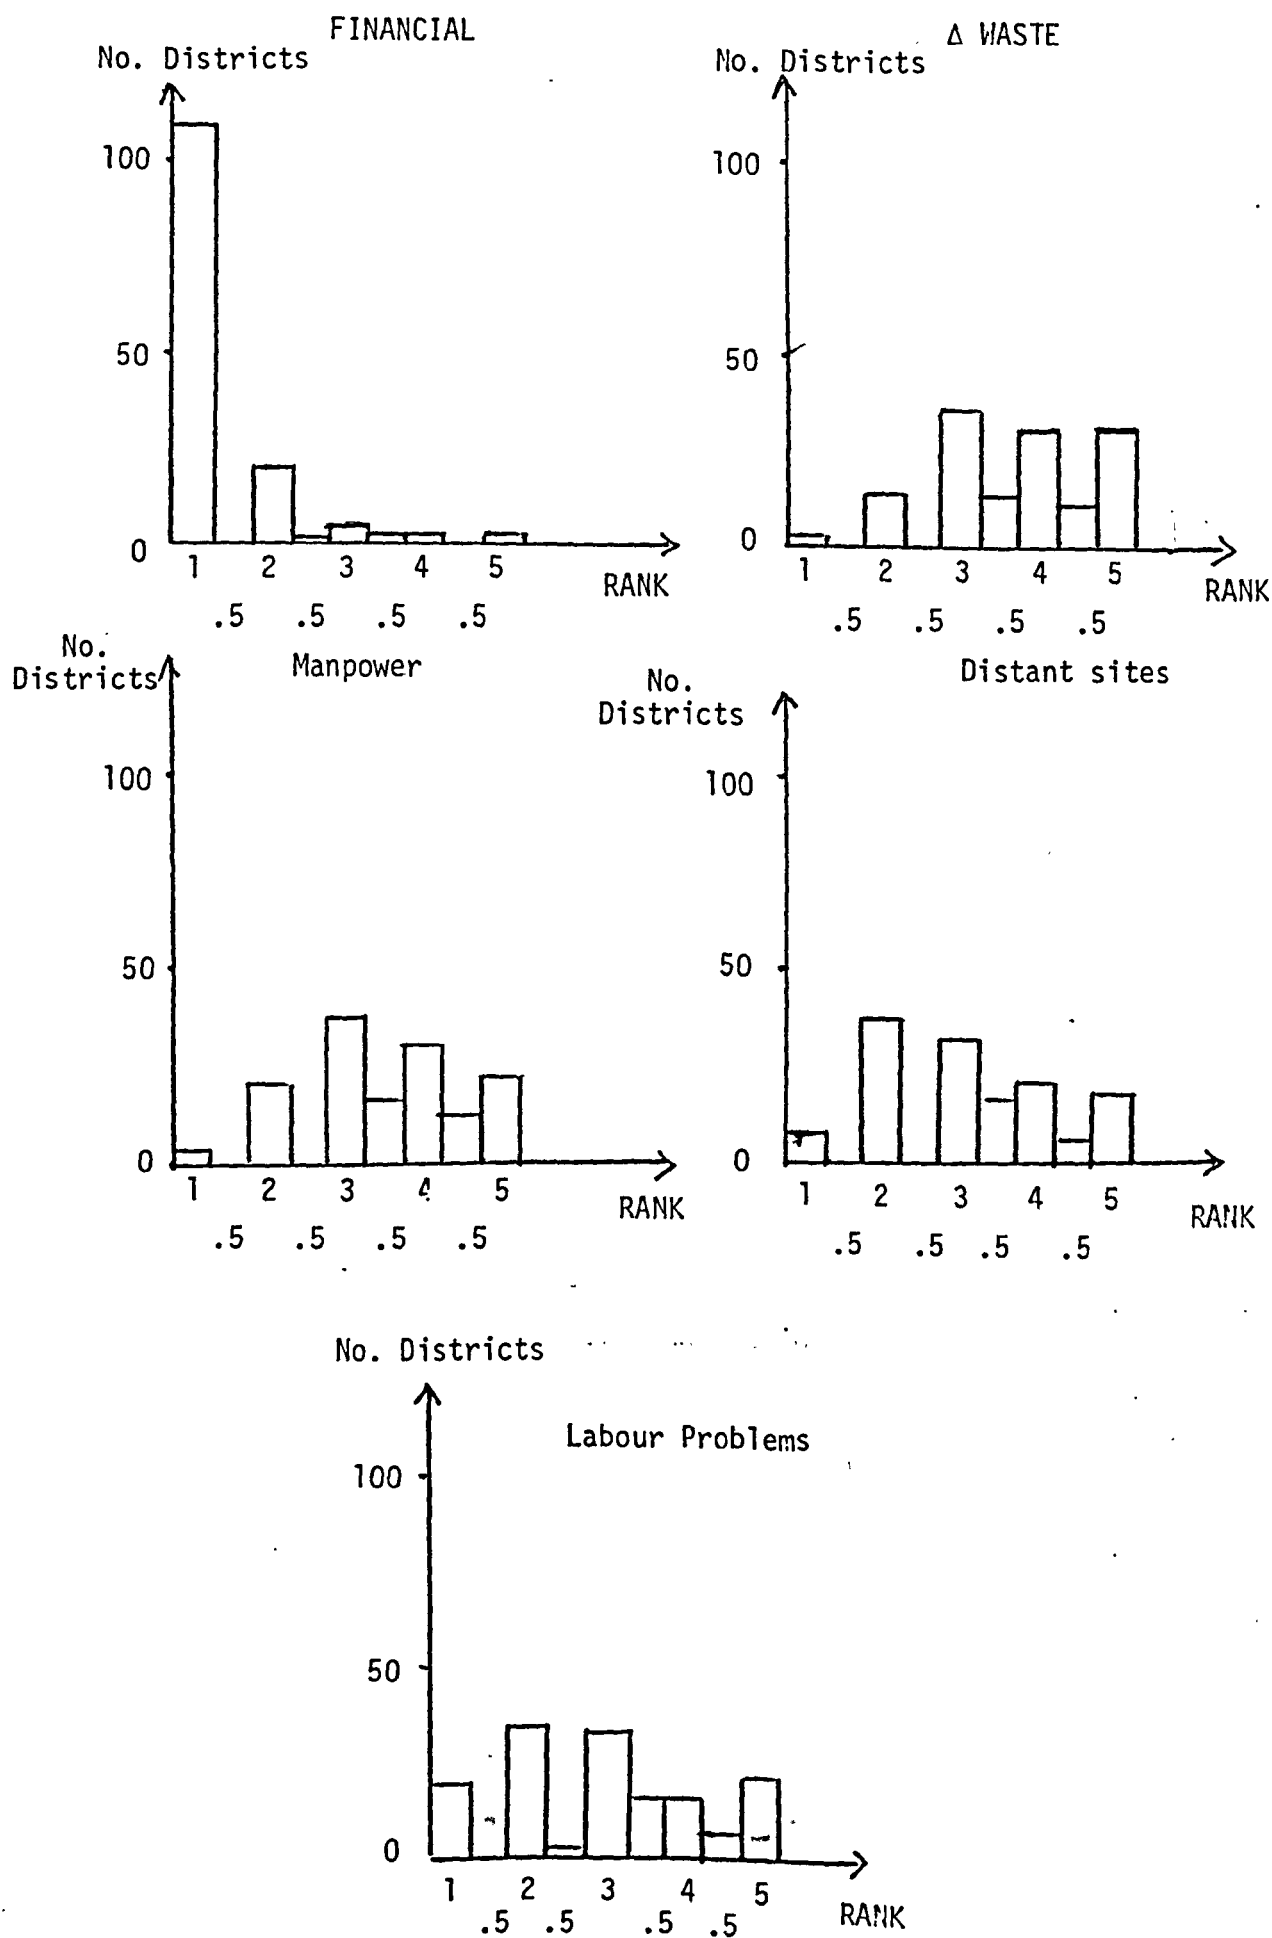 FINANCIAL
No. Districts
100
50
0
1 2 3 4 5
RANK
.5 .5 .5 .5
Δ WASTE
No. Districts
100
50
0
1 2 3 4 5
RANK
.5 .5 .5 .5
Manpower
No.
Districts
100
50
0
1 2 3 4 5
RANK
.5 .5 .5 .5
Distant sites
No.
Districts
100
50
0
1 2 3 4 5
RANK
.5 .5 .5 .5
No. Districts
Labour Problems
100
50
0
1 2 3 4 5
RANK
.5 .5 .5 .5